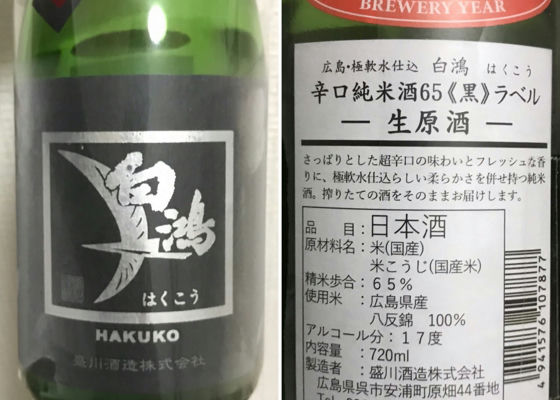 白鴻
はくこう
HAKUKO
盛川酒造株式会社
BREWERY YEAR
広島・極軟水仕込 白鴻 はくこう
辛口純米酒65《黒》ラベル
― 生原酒 ―
さっぱりとした超辛口の味わいとフレッシュな香
りに、極軟水仕込らしい柔らかさを併せ持つ純米
酒。搾りたての酒をそのままお届けします。
品目：日本酒
原材料名：米(国産)
米こうじ(国産米)
精米歩合：６５％
使用米：広島県産
八反錦 100％
アルコール分：１７度
内容量：720ml
製造者：盛川酒造株式会社
広島県呉市安浦町原畑44番地
4 941576 107877